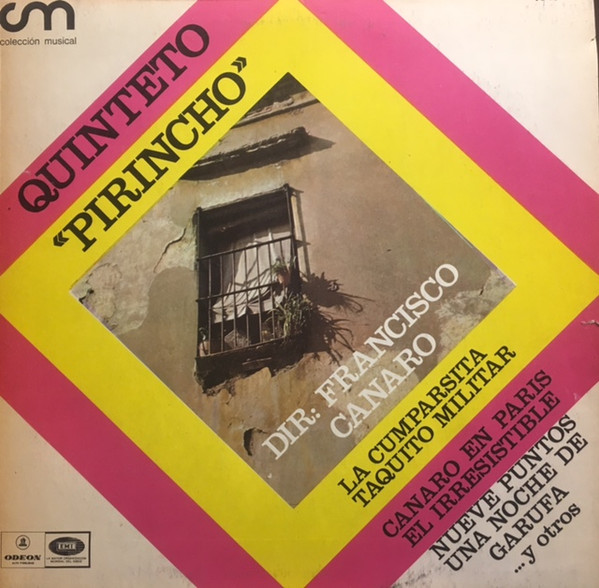 cm
colección musical
QUINTETO
«PIRINCHO»
DIR: FRANCISCO
CANARO
LA CUMPARSITA
TAQUITO MILITAR
CANARO EN PARIS
EL IRRESISTIBLE
NUEVE PUNTOS
UNA NOCHE DE
GARUFA
...y otros
ODEON
EMI